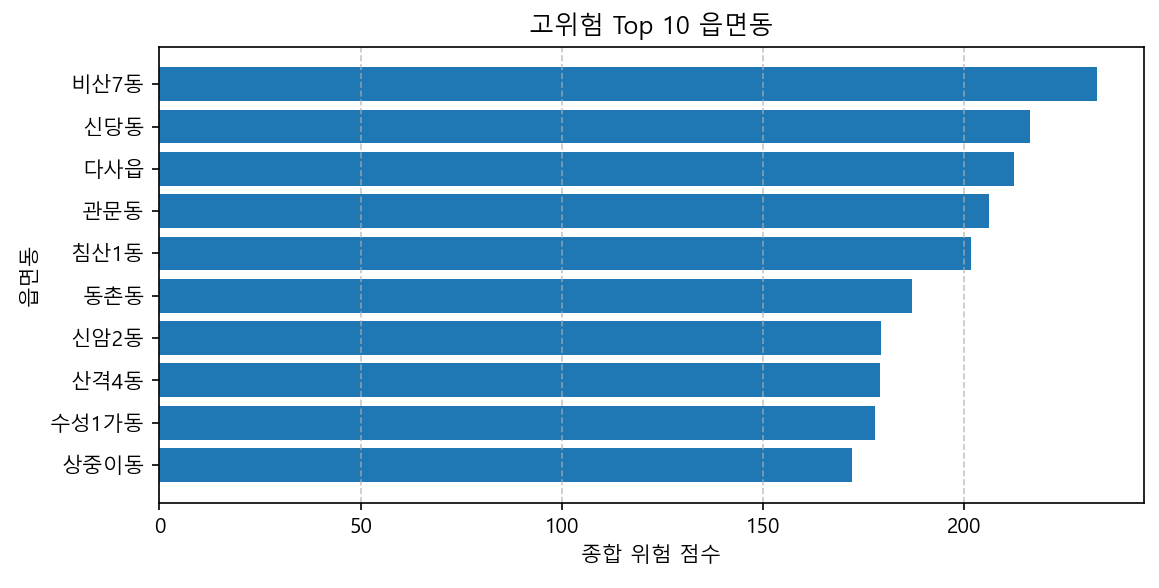 고위험 Top 10 읍면동
읍면동
비산7동
신당동
다사읍
관문동
침산1동
동촌동
신암2동
산격4동
수성1가동
상중이동
0 50 100 150 200
종합 위험 점수